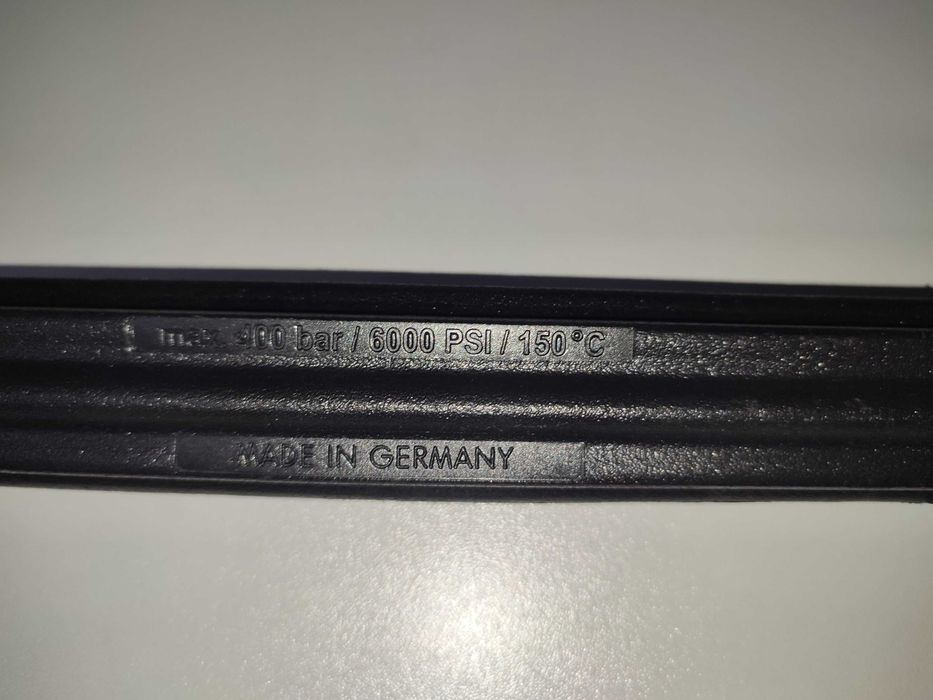 max. 400 bar / 6000 PSI / 150°C
MADE IN GERMANY